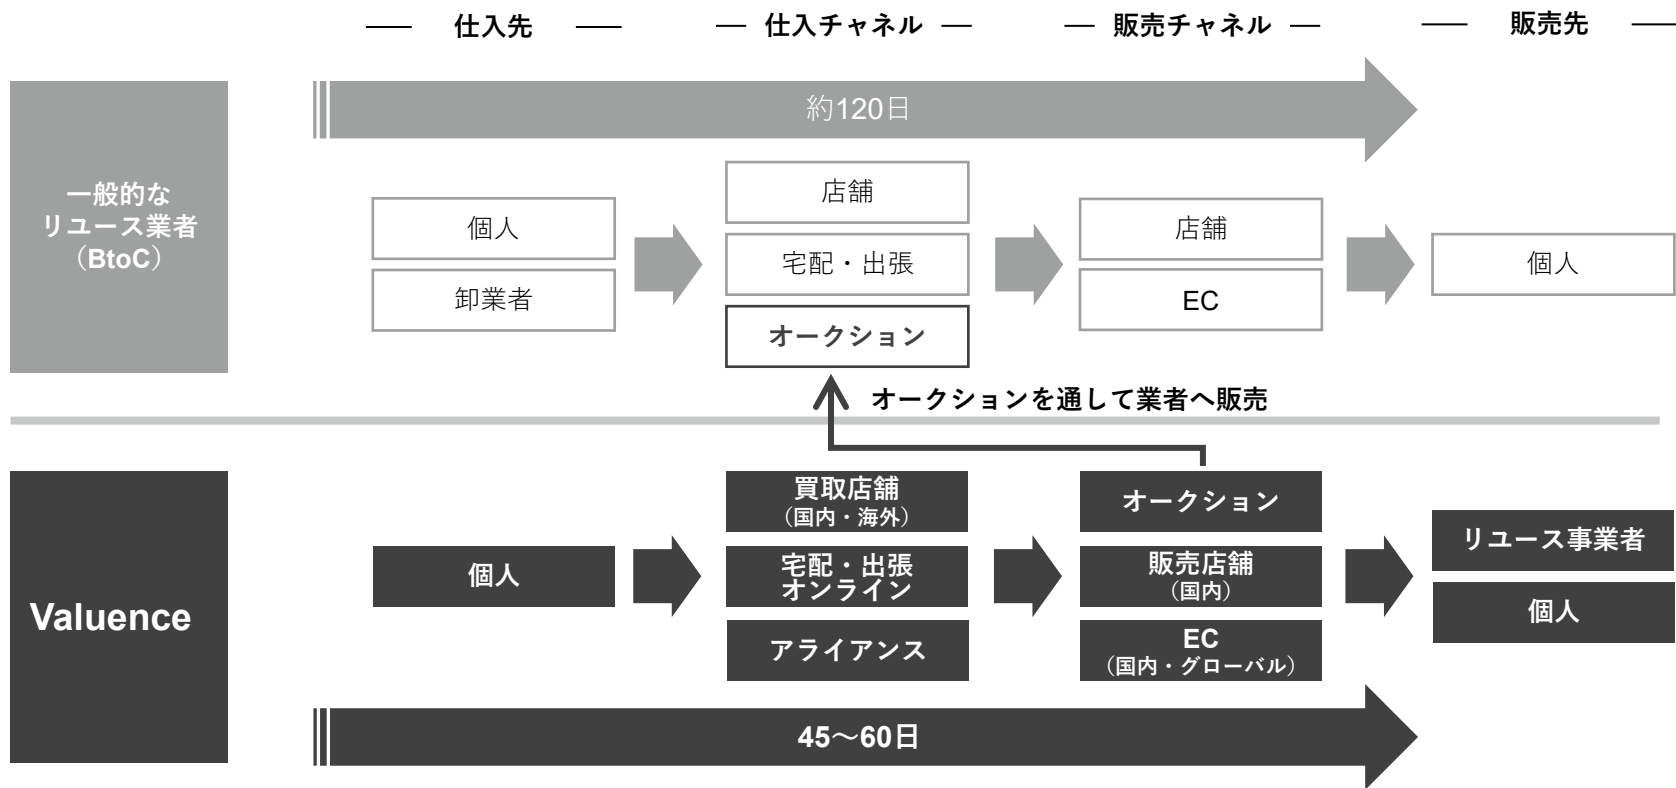 仕入先
仕入チャネル
販売チャネル
販売先
約120日
一般的な
リユース業者
（BtoC）
個人
卸業者
店舗
宅配・出張
オークション
店舗
EC
個人
オークションを通して業者へ販売
Valuence
個人
買取店舗
（国内・海外）
宅配・出張
オンライン
アライアンス
オークション
販売店舗
（国内）
EC
（国内・グローバル）
リユース事業者
個人
45～60日